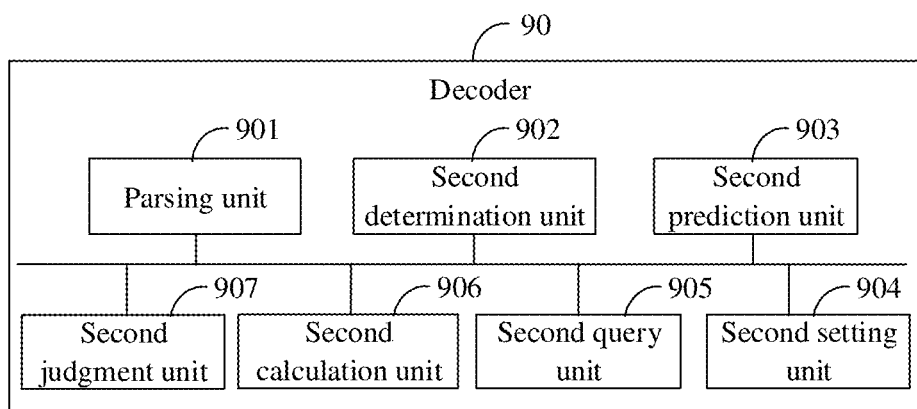 90
Decoder
901
902
903
Parsing unit
Second
determination unit
Second
prediction unit
907
906
905
904
Second
judgment unit
Second
calculation unit
Second query
unit
Second setting
unit